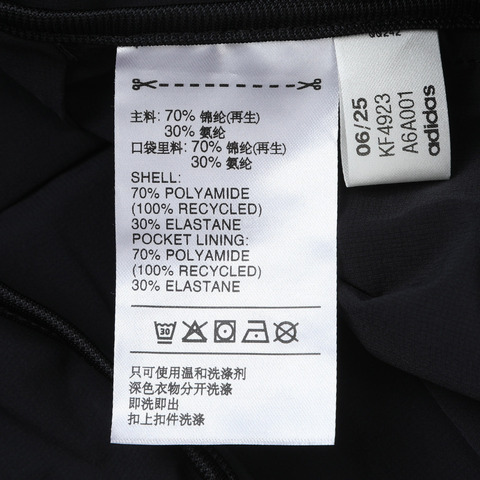 主料: 70% 锦纶(再生)
30% 氨纶
口袋里料: 70% 锦纶(再生)
30% 氨纶
SHELL:
70% POLYAMIDE
(100% RECYCLED)
30% ELASTANE
POCKET LINING:
70% POLYAMIDE
(100% RECYCLED)
30% ELASTANE
30
只可使用温和洗涤剂
深色衣物分开洗涤
即洗即出
扣上扣件洗涤
06/25
KF4923
A6A001
adidas